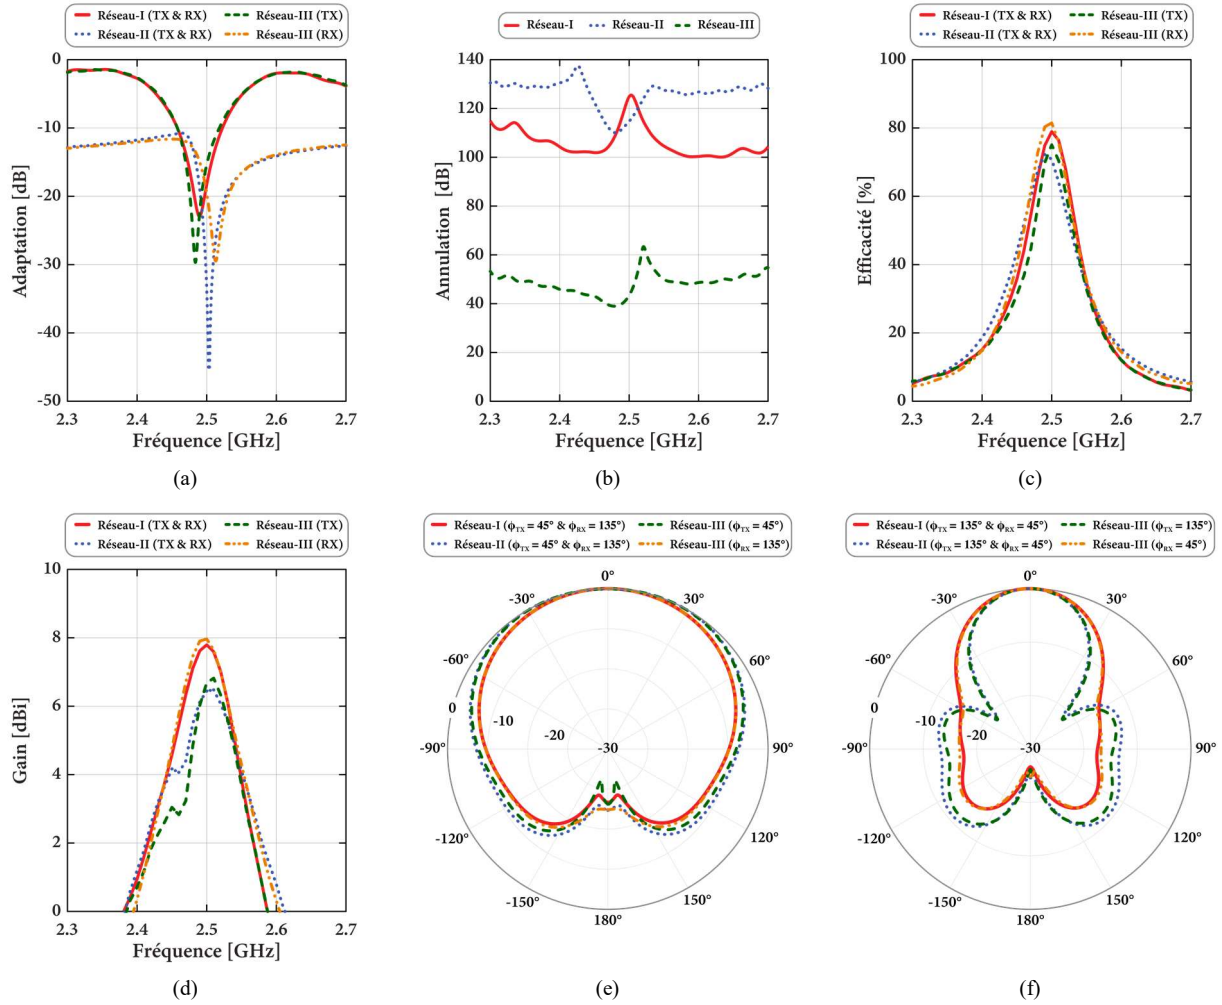 Réseau-I (TX & RX) Réseau-III (TX)
Réseau-II (TX & RX) Réseau-III (RX)
0
-10
-20
-30
-40
-50
Adaptation [dB]
2.3 2.4 2.5 2.6 2.7
Fréquence [GHz]
(a)
Réseau-I Réseau-II Réseau-III
140
120
100
80
60
40
20
0
Annulation [dB]
2.3 2.4 2.5 2.6 2.7
Fréquence [GHz]
(b)
Réseau-I (TX & RX) Réseau-III (TX)
Réseau-II (TX & RX) Réseau-III (RX)
100
80
60
40
20
0
Efficacité [%]
2.3 2.4 2.5 2.6 2.7
Fréquence [GHz]
(c)
Réseau-I (TX & RX) Réseau-III (TX)
Réseau-II (TX & RX) Réseau-III (RX)
10
8
6
4
2
0
Gain [dBi]
2.3 2.4 2.5 2.6 2.7
Fréquence [GHz]
(d)
Réseau-I (ϕTX = 45° & ϕRX = 135°) Réseau-III (ϕTX = 45°)
Réseau-II (ϕTX = 45° & ϕRX = 135°) Réseau-III (ϕRX = 135°)
0°
-30° 30°
-60° 60°
0 -10 -20 -30
-90° 90°
-120° 120°
-150° 150°
180°
(e)
Réseau-I (ϕTX = 135° & ϕRX = 45°) Réseau-III (ϕTX = 135°)
Réseau-II (ϕTX = 135° & ϕRX = 45°) Réseau-III (ϕRX = 45°)
0°
-30° 30°
-60° 60°
0 -10 -20 -30
-90° 90°
-120° 120°
-150° 150°
180°
(f)